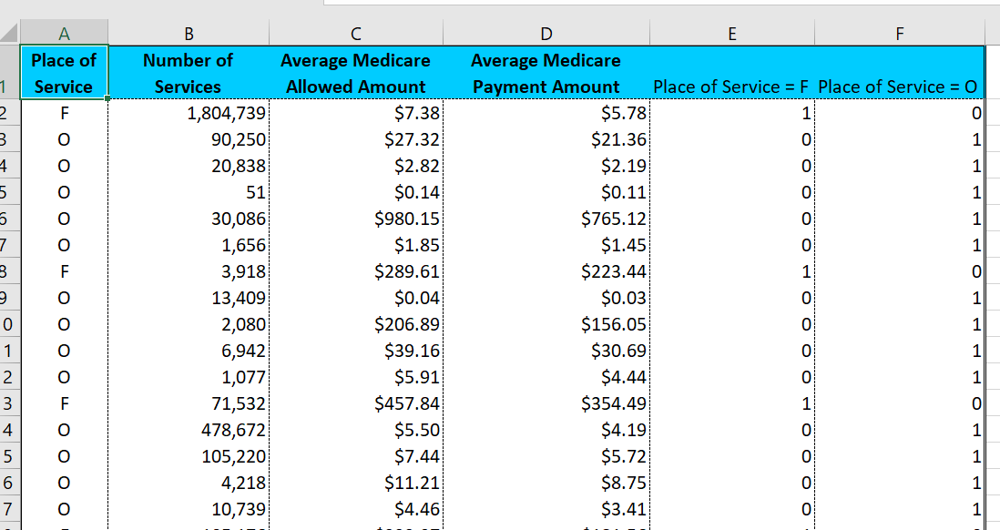 A B C D E F
Place of Number of Average Medicare Average Medicare
1 Service Services Allowed Amount Payment Amount Place of Service = F Place of Service = O
2 F 1,804,739 $7.38 $5.78 1 0
3 O 90,250 $27.32 $21.36 0 1
4 O 20,838 $2.82 $2.19 0 1
5 O 51 $0.14 $0.11 0 1
6 O 30,086 $980.15 $765.12 0 1
7 O 1,656 $1.85 $1.45 0 1
8 F 3,918 $289.61 $223.44 1 0
9 O 13,409 $0.04 $0.03 0 1
0 O 2,080 $206.89 $156.05 0 1
1 O 6,942 $39.16 $30.69 0 1
2 O 1,077 $5.91 $4.44 0 1
3 F 71,532 $457.84 $354.49 1 0
4 O 478,672 $5.50 $4.19 0 1
5 O 105,220 $7.44 $5.72 0 1
6 O 4,218 $11.21 $8.75 0 1
7 O 10,739 $4.46 $3.41 0 1